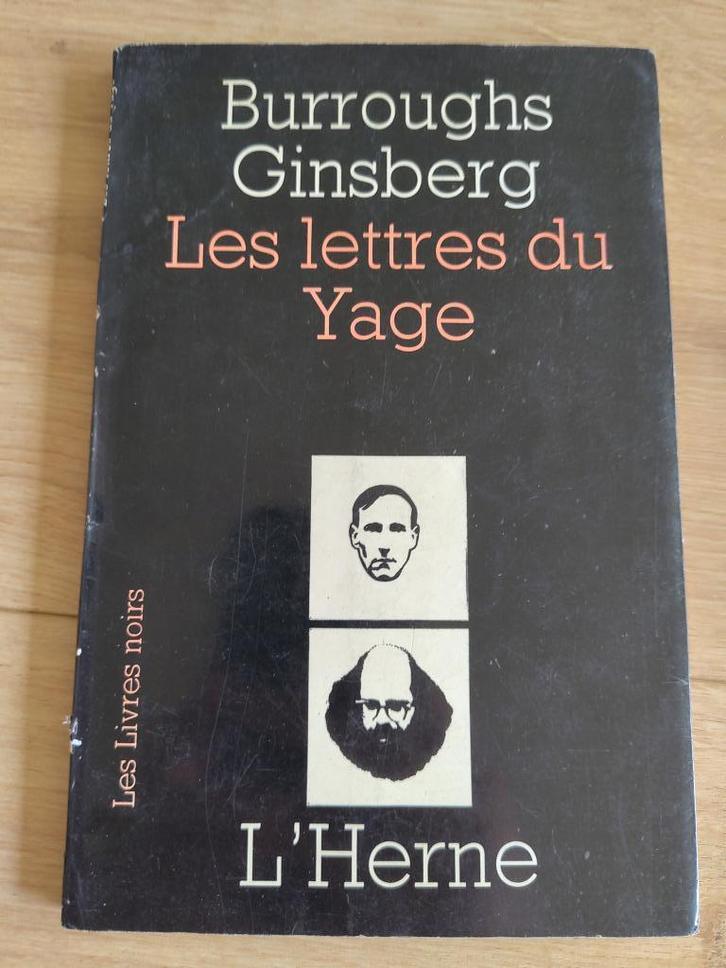 Burroughs
Ginsberg
Les lettres du
Yage
Les Livres noirs
L'Herne